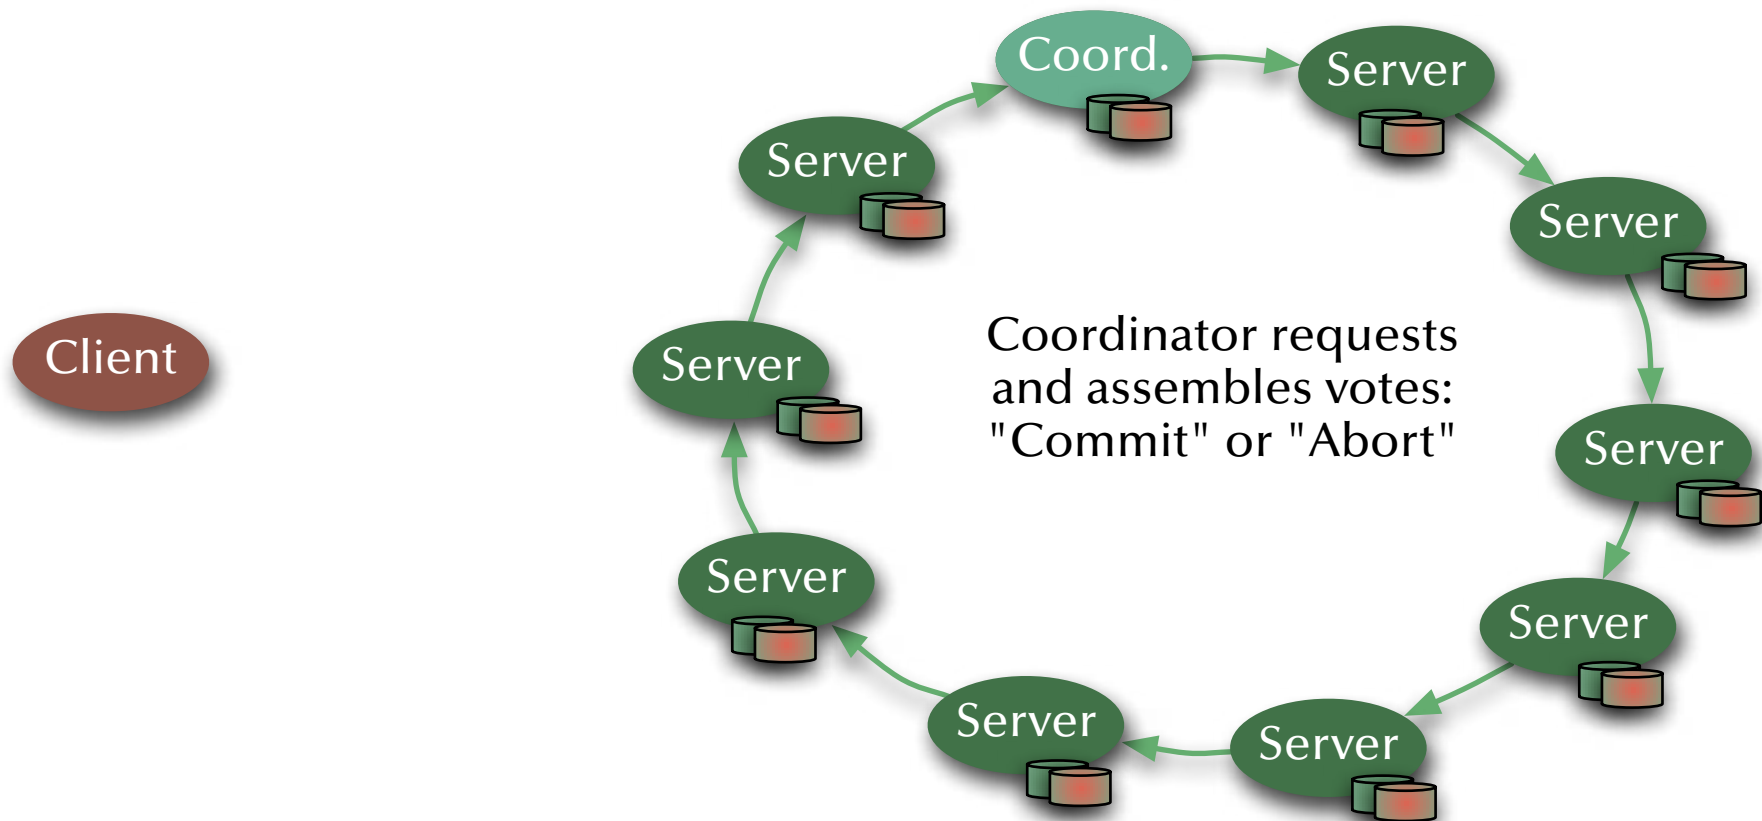 Coord.
Server
Server
Server
Server
Client
Server
Coordinator requests
and assembles votes:
"Commit" or "Abort"
Server
Server
Server
Server
Server